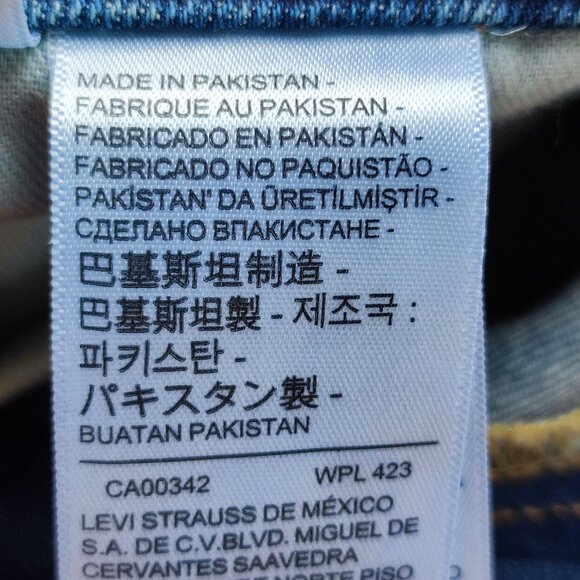 MADE IN PAKISTAN -
FABRIQUE AU PAKISTAN -
FABRICADO EN PAKISTÁN -
FABRICADO NO PAQUISTÃO -
PAKİSTAN' DA ÜRETİLMİŞTİR -
СДЕЛАНО ВПАКИСТАНЕ -
巴基斯坦制造 -
巴基斯坦製 - 제조국 :
파키스탄 -
パキスタン製 -
BUATAN PAKISTAN
CA00342 WPL 423
LEVI STRAUSS DE MÉXICO
S.A. DE C.V.BLVD. MIGUEL DE
CERVANTES SAAVEDRA
NORTE PISO